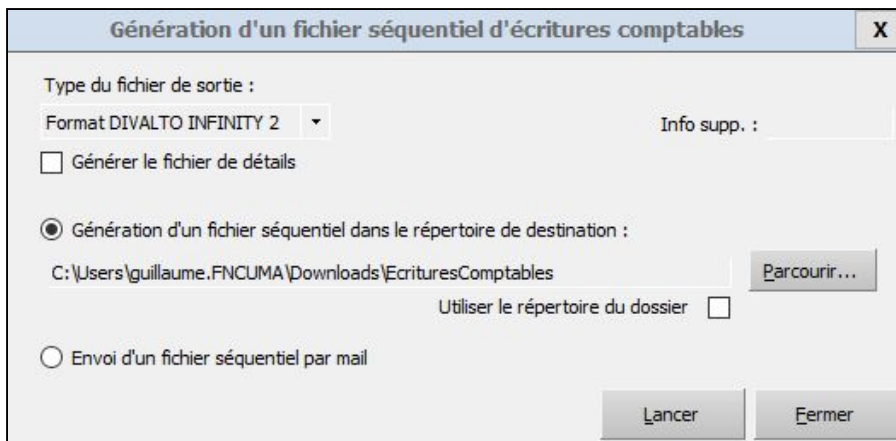 Génération d'un fichier séquentiel d'écritures comptables
X
Type du fichier de sortie :
Format DIVALTO INFINITY 2
Info supp. :
Générer le fichier de détails
Génération d'un fichier séquentiel dans le répertoire de destination :
C:\Users\guillaume.FNCUMA\Downloads\EcrituresComptables
Parcourir...
Utiliser le répertoire du dossier
Envoi d'un fichier séquentiel par mail
Lancer
Fermer